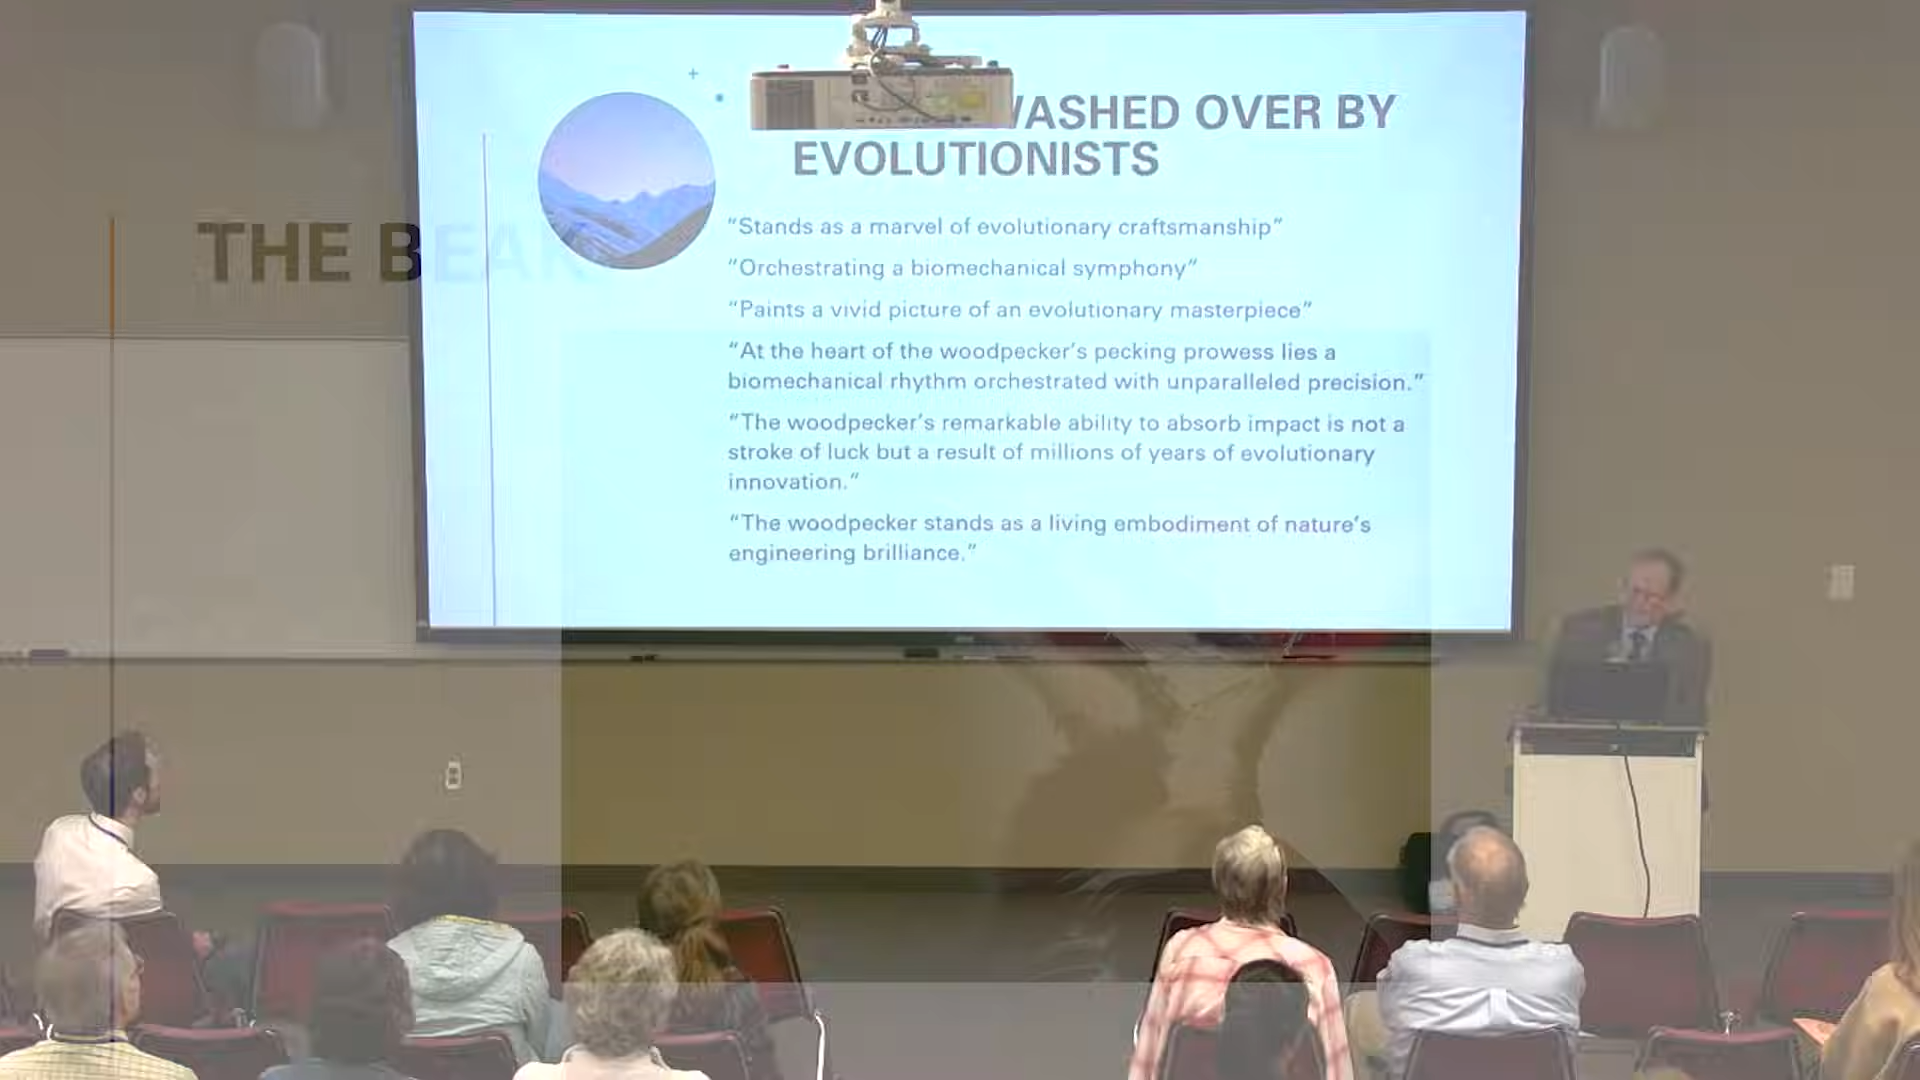 WASHED OVER BY
EVOLUTIONISTS
THE BEAK
"Stands as a marvel of evolutionary craftsmanship"
"Orchestrating a biomechanical symphony"
"Paints a vivid picture of an evolutionary masterpiece"
"At the heart of the woodpecker's pecking prowess lies a
biomechanical rhythm orchestrated with unparalleled precision."
"The woodpecker's remarkable ability to absorb impact is not a
stroke of luck but a result of millions of years of evolutionary
innovation."
"The woodpecker stands as a living embodiment of nature's
engineering brilliance."